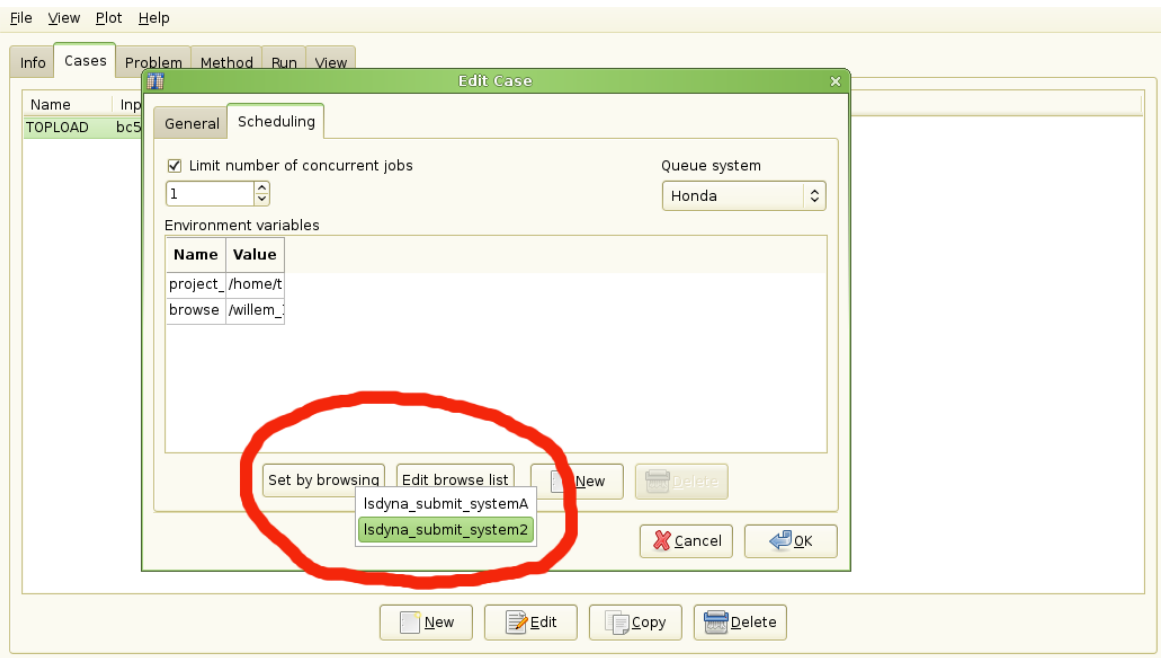 File View Plot Help
Info Cases Problem Method Run View
Edit Case
Name Inp
TOPLOAD bc5
General Scheduling
Limit number of concurrent jobs
Queue system
1
Honda
Environment variables
Name Value
project_ /home/t
browse /willem_
Set by browsing Edit browse list New Delete
lsdyna_submit_systemA
lsdyna_submit_system2
Cancel OK
New Edit Copy Delete